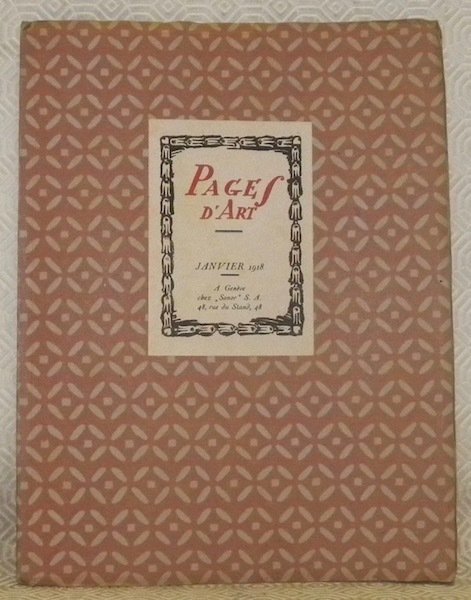 PAGES
D'ART
JANVIER 1918
A Genève
chez „Sonor" S. A.
48, rue du Stand, 48